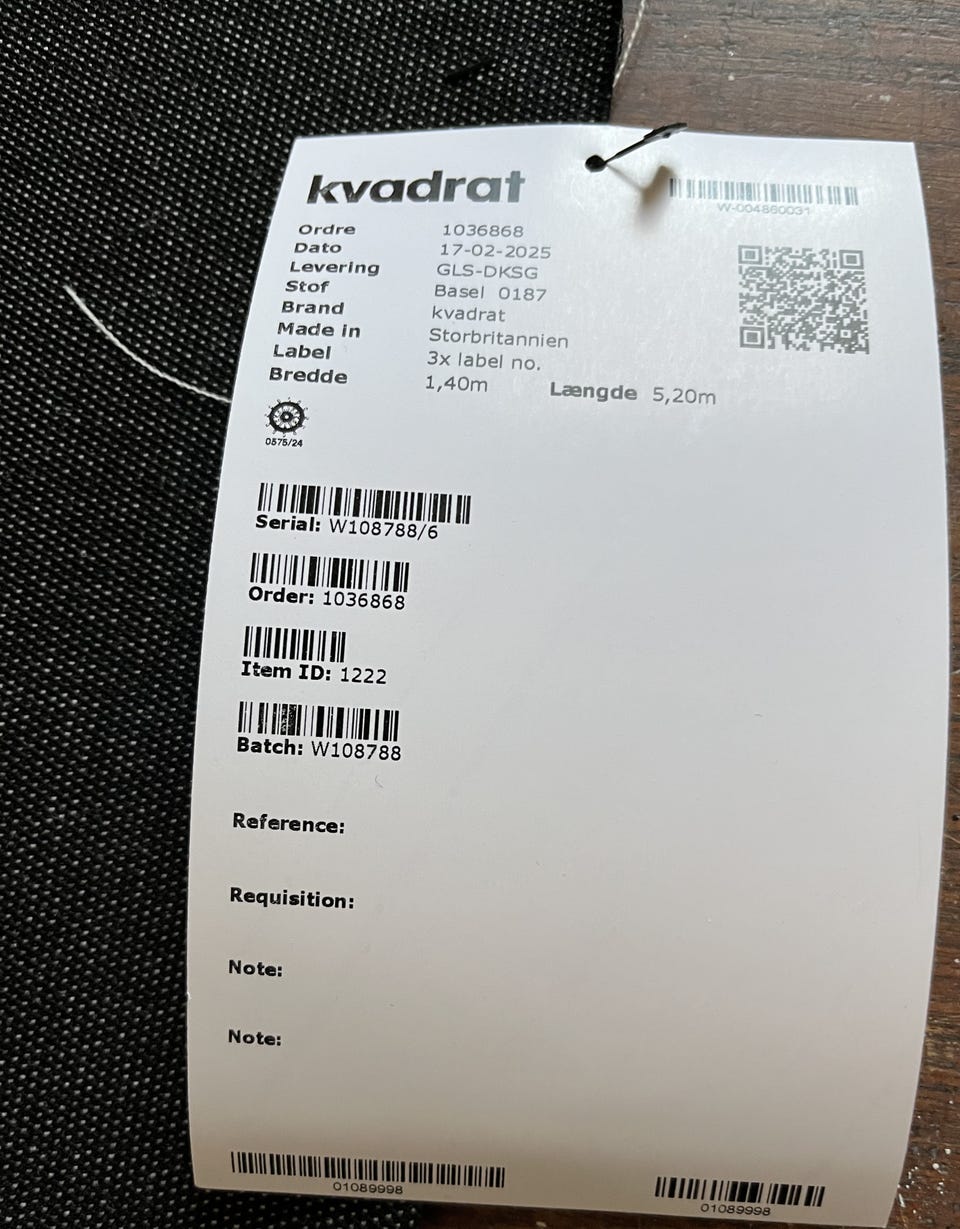 kvadrat
W-004860031
Ordre 1036868
Dato 17-02-2025
Levering GLS-DKSG
Stof Basel 0187
Brand kvadrat
Made in Storbritannien
Label 3x label no.
Bredde 1,40m Længde 5,20m
0575/24
Serial: W108788/6
Order: 1036868
Item ID: 1222
Batch: W108788
Reference:
Requisition:
Note:
Note:
01089998
01089998